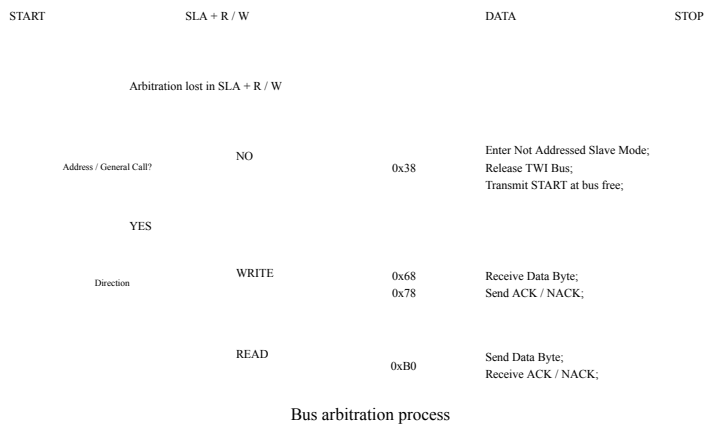 START SLA + R / W DATA STOP
Arbitration lost in SLA + R / W
Address / General Call?
NO
0x38
Enter Not Addressed Slave Mode;
Release TWI Bus;
Transmit START at bus free;
YES
Direction
WRITE
0x68
0x78
Receive Data Byte;
Send ACK / NACK;
READ
0xB0
Send Data Byte;
Receive ACK / NACK;
Bus arbitration process